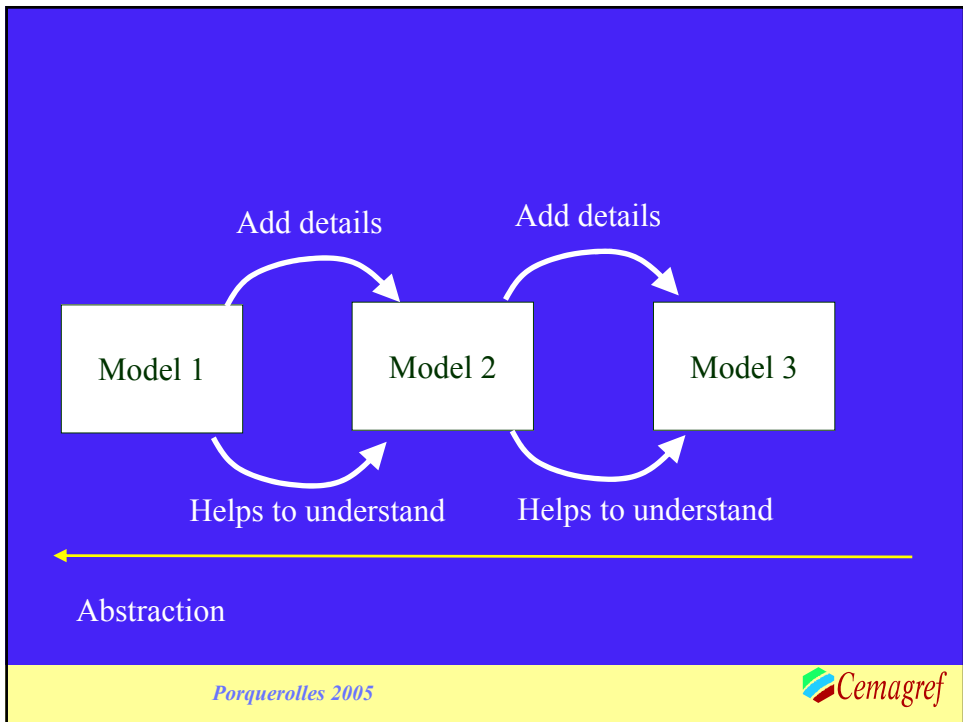 Add details
Add details
Model 1
Model 2
Model 3
Helps to understand
Helps to understand
Abstraction
Porquerolles 2005
Cemagref